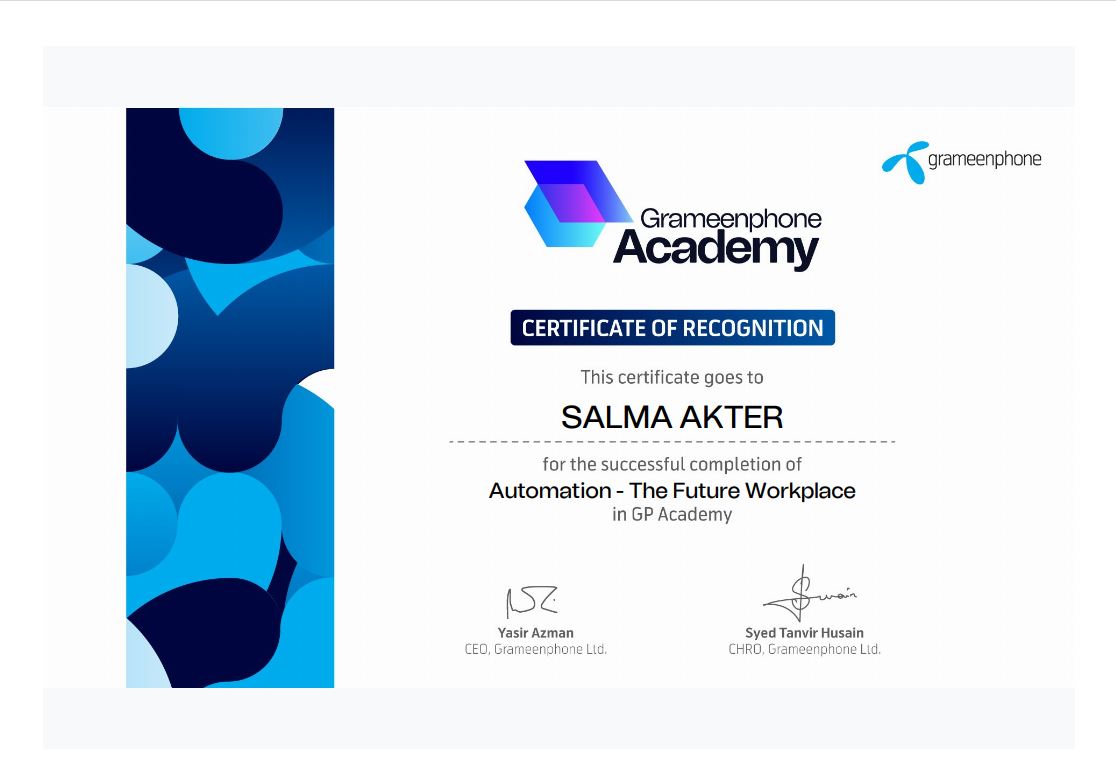 grameenphone
Grameenphone
Academy
CERTIFICATE OF RECOGNITION
This certificate goes to
SALMA AKTER
for the successful completion of
Automation - The Future Workplace
in GP Academy
Yasir Azman
CEO, Grameenphone Ltd.
Syed Tanvir Husain
CHRO, Grameenphone Ltd.